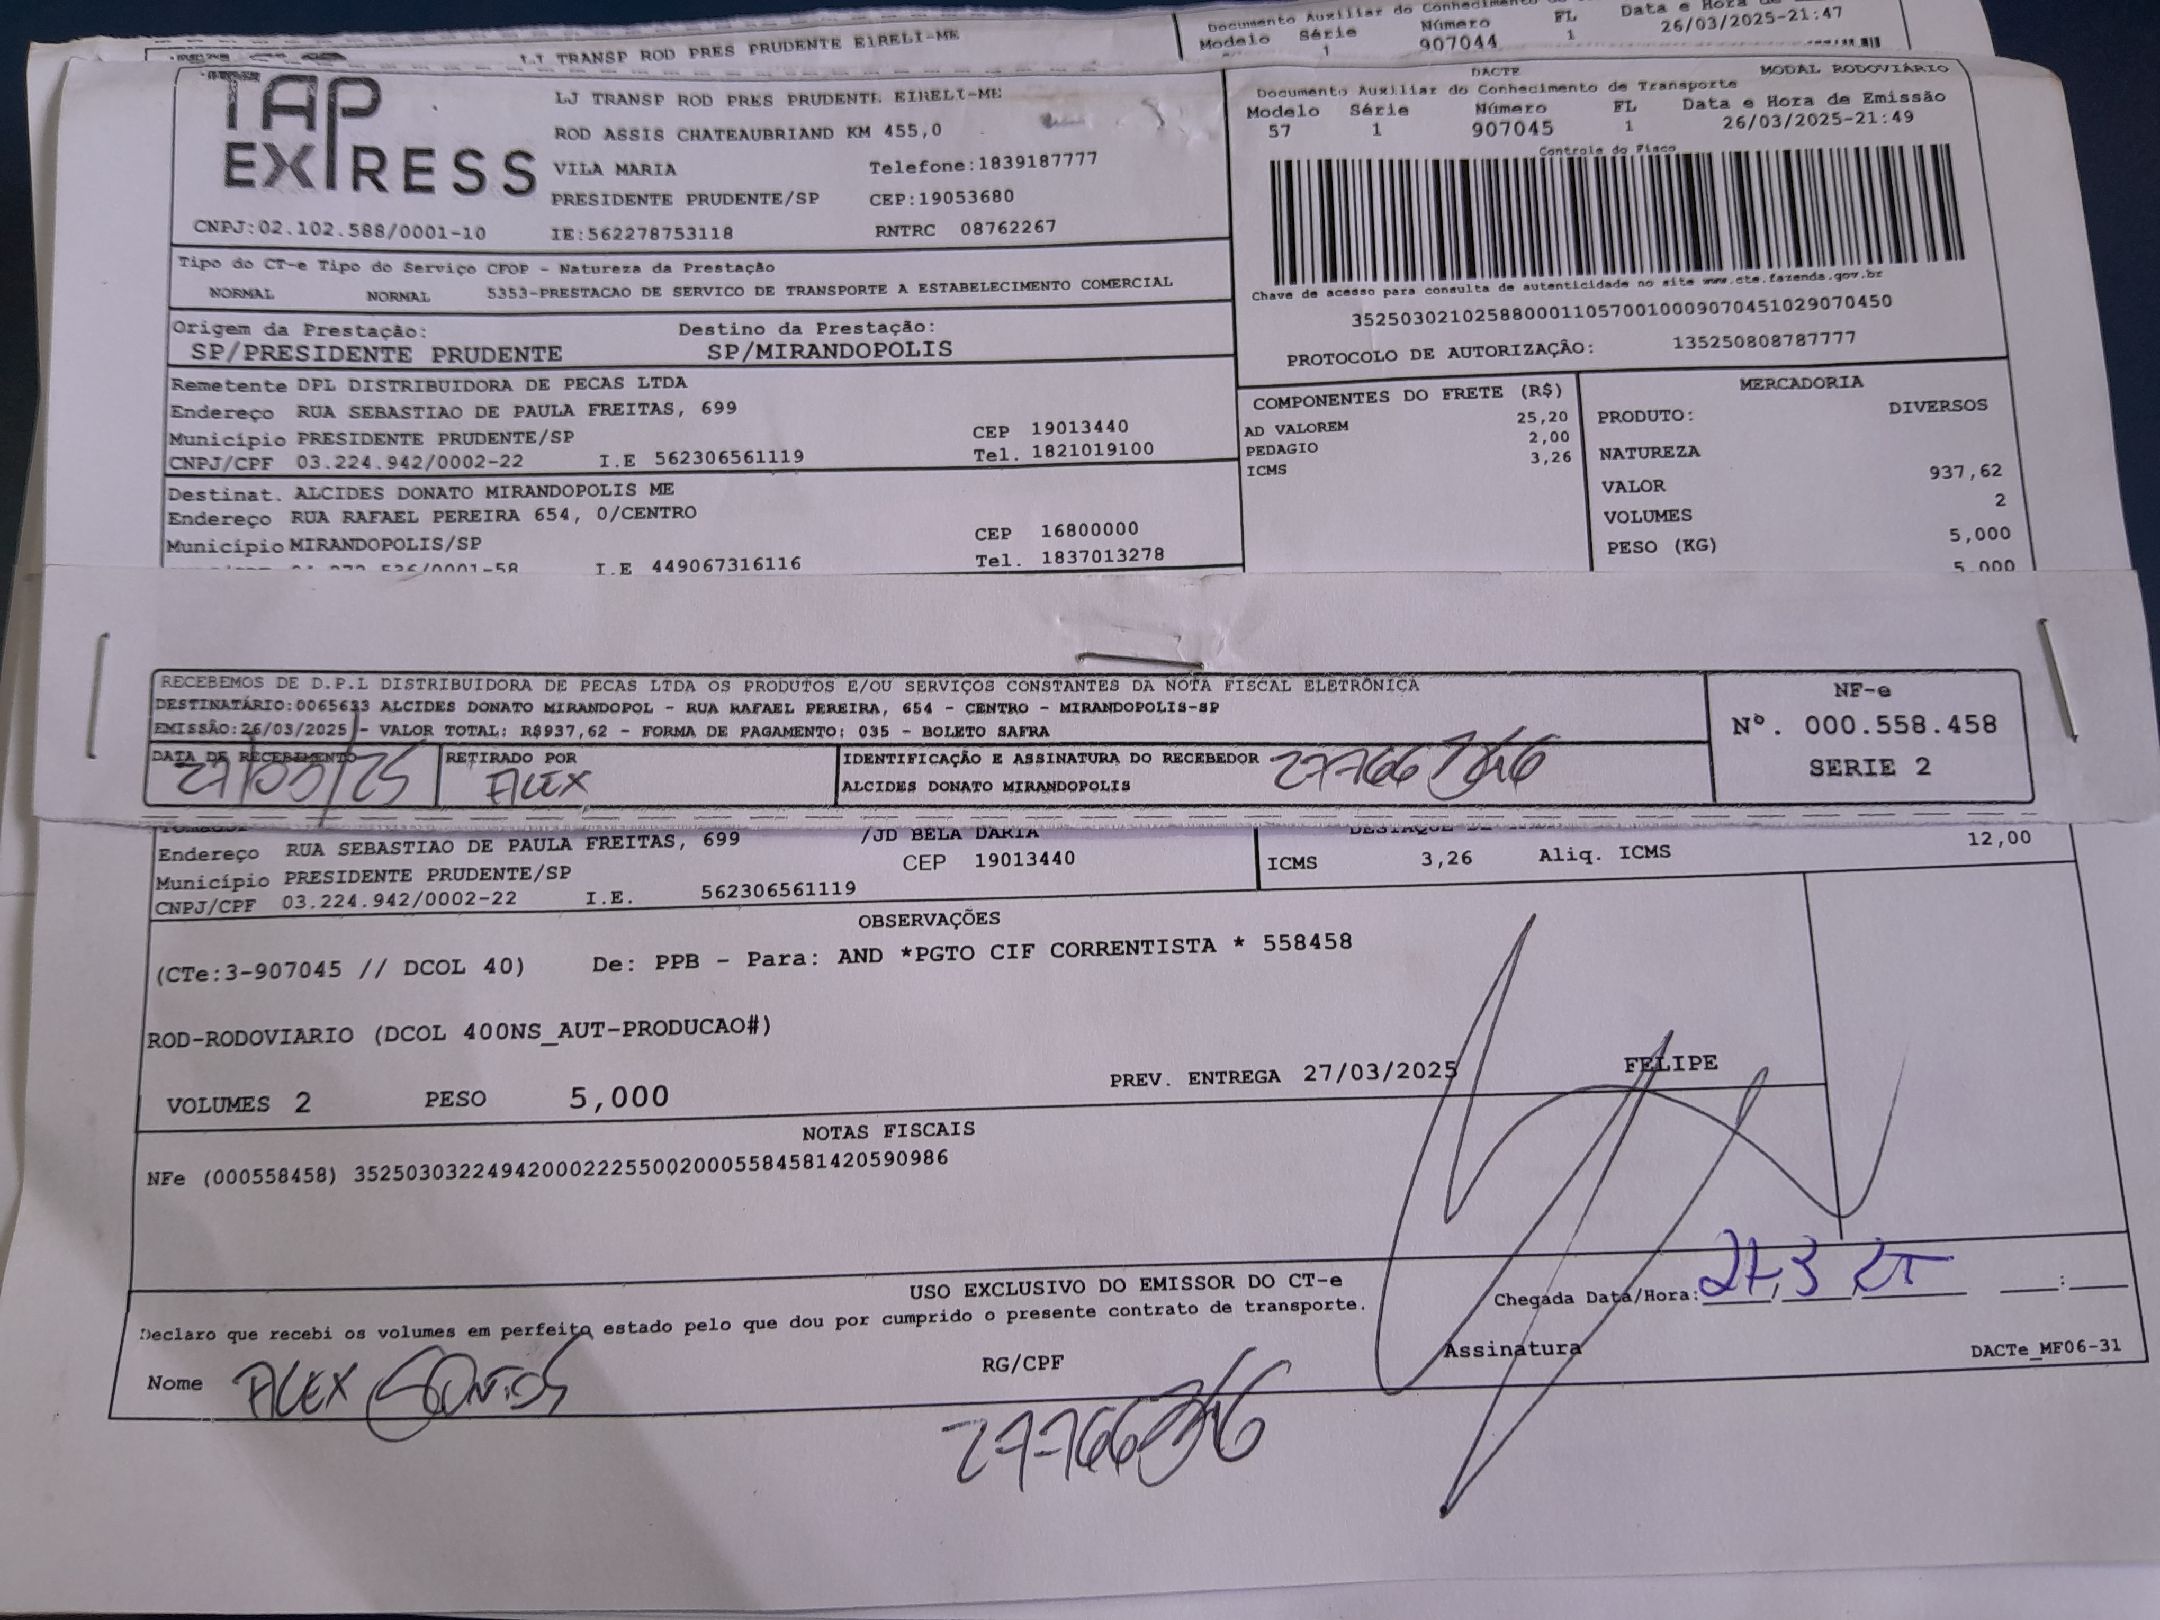 LJ TRANSP ROD PRES PRUDENTE EIRELI-ME
Documento Auxiliar do Conhecimento de
Modelo Série Número FL Data e Hora de
1 907044 1 26/03/2025-21:47
TAP EXPRESS
LJ TRANSP ROD PRES PRUDENTE EIRELI-ME
ROD ASSIS CHATEAUBRIAND KM 455,0
VILA MARIA Telefone:1839187777
PRESIDENTE PRUDENTE/SP CEP:19053680
CNPJ:02.102.588/0001-10 IE:562278753118 RNTRC 08762267
DACTE MODAL RODOVIÁRIO
Documento Auxiliar do Conhecimento de Transporte
Modelo Série Número FL Data e Hora de Emissão
57 1 907045 1 26/03/2025-21:49
Controle do Fisco
Chave de acesso para consulta de autenticidade no site www.cte.fazenda.gov.br
35250302102588000110570010009070451029070450
PROTOCOLO DE AUTORIZAÇÃO: 135250808787777
Tipo do CT-e Tipo do Serviço CFOP - Natureza da Prestação
NORMAL NORMAL 5353-PRESTACAO DE SERVICO DE TRANSPORTE A ESTABELECIMENTO COMERCIAL
Origem da Prestação: Destino da Prestação:
SP/PRESIDENTE PRUDENTE SP/MIRANDOPOLIS
Remetente DPL DISTRIBUIDORA DE PECAS LTDA
Endereço RUA SEBASTIAO DE PAULA FREITAS, 699
Município PRESIDENTE PRUDENTE/SP CEP 19013440
CNPJ/CPF 03.224.942/0002-22 I.E 562306561119 Tel. 1821019100
Destinat. ALCIDES DONATO MIRANDOPOLIS ME
Endereço RUA RAFAEL PEREIRA 654, 0/CENTRO
Município MIRANDOPOLIS/SP CEP 16800000
536/0001-58 I.E 449067316116 Tel. 1837013278
COMPONENTES DO FRETE (R$)
AD VALOREM 25,20
PEDAGIO 2,00
ICMS 3,26
MERCADORIA
PRODUTO: DIVERSOS
NATUREZA
VALOR 937,62
VOLUMES 2
PESO (KG) 5,000
5,000
RECEBEMOS DE D.P.L DISTRIBUIDORA DE PECAS LTDA OS PRODUTOS E/OU SERVIÇOS CONSTANTES DA NOTA FISCAL ELETRÔNICA
DESTINATÁRIO:0065633 ALCIDES DONATO MIRANDOPOL - RUA RAFAEL PEREIRA, 654 - CENTRO - MIRANDOPOLIS-SP
EMISSÃO:26/03/2025 - VALOR TOTAL: R$937,62 - FORMA DE PAGAMENTO: 035 - BOLETO SAFRA
DATA DE RECEBIMENTO RETIRADO POR IDENTIFICAÇÃO E ASSINATURA DO RECEBEDOR
27/03/25 ALEX ALCIDES DONATO MIRANDOPOLIS
NF-e
Nº. 000.558.458
SERIE 2
/JD BELA DARIA
Endereço RUA SEBASTIAO DE PAULA FREITAS, 699
Município PRESIDENTE PRUDENTE/SP CEP 19013440
CNPJ/CPF 03.224.942/0002-22 I.E. 562306561119
ICMS 3,26 Aliq. ICMS 12,00
OBSERVAÇÕES
(CTe:3-907045 // DCOL 40) De: PPB - Para: AND *PGTO CIF CORRENTISTA * 558458
ROD-RODOVIARIO (DCOL 400NS_AUT-PRODUCAO#)
VOLUMES 2 PESO 5,000 PREV. ENTREGA 27/03/2025 FELIPE
NOTAS FISCAIS
NFe (000558458) 35250303224942000222550020005584581420590986
USO EXCLUSIVO DO EMISSOR DO CT-e
Declaro que recebi os volumes em perfeito estado pelo que dou por cumprido o presente contrato de transporte.
Chegada Data/Hora: 27,3
Nome ALEX SANTOS RG/CPF Assinatura DACTe_MF06-31